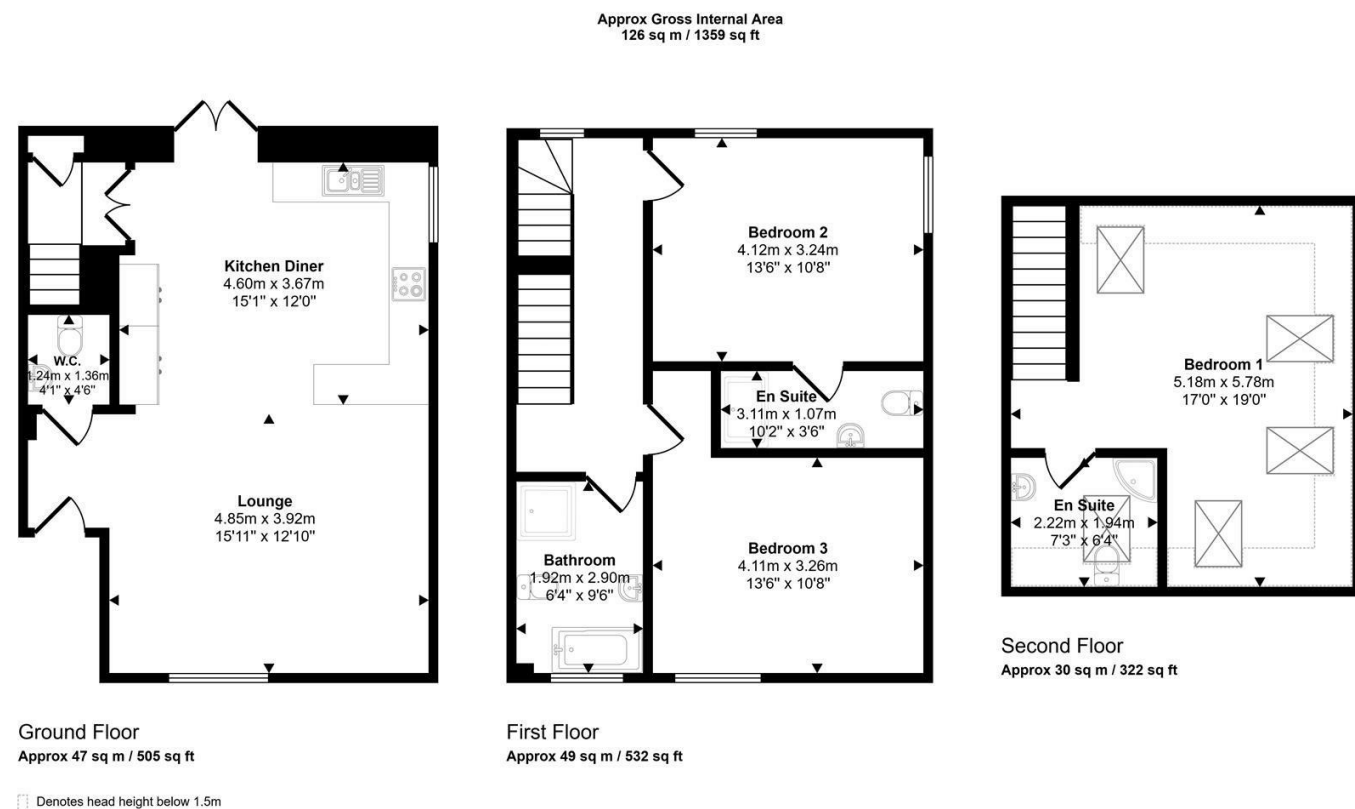 Approx Gross Internal Area
126 sq m / 1359 sq ft
Kitchen Diner
4.60m x 3.67m
15'1" x 12'0"
W.C.
1.24m x 1.36m
4'1" x 4'6"
Lounge
4.85m x 3.92m
15'11" x 12'10"
Ground Floor
Approx 47 sq m / 505 sq ft
Denotes head height below 1.5m
Bedroom 2
4.12m x 3.24m
13'6" x 10'8"
En Suite
3.11m x 1.07m
10'2" x 3'6"
Bathroom
1.92m x 2.90m
6'4" x 9'6"
Bedroom 3
4.11m x 3.26m
13'6" x 10'8"
First Floor
Approx 49 sq m / 532 sq ft
Bedroom 1
5.18m x 5.78m
17'0" x 19'0"
En Suite
2.22m x 1.94m
7'3" x 6'4"
Second Floor
Approx 30 sq m / 322 sq ft